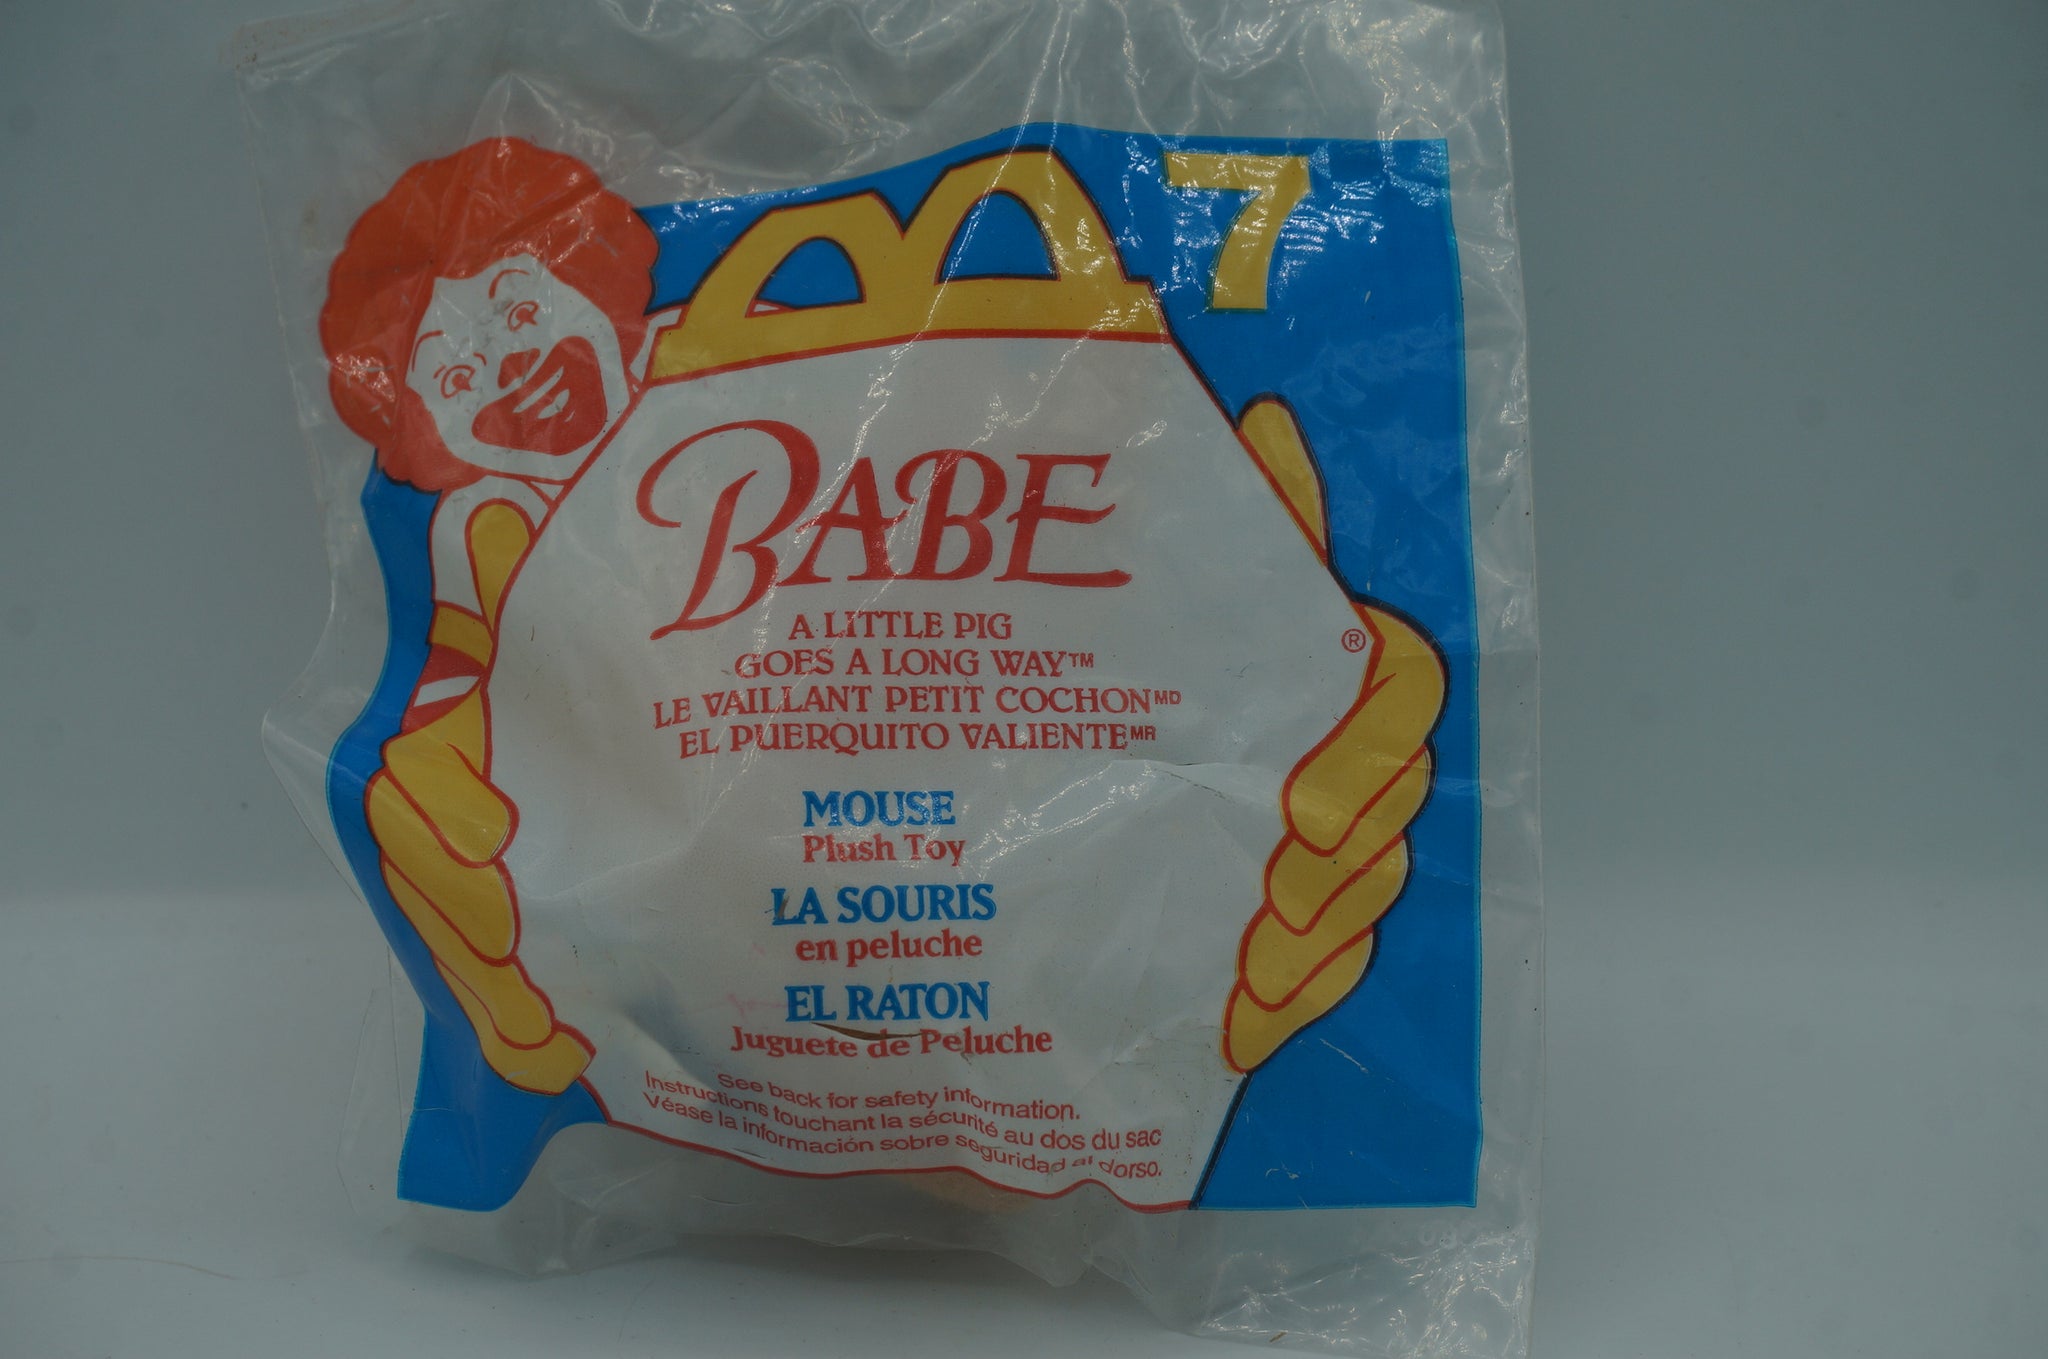 7
BABE
A LITTLE PIG
GOES A LONG WAY™
LE VAILLANT PETIT COCHON MD
EL PUERQUITO VALIENTE MR
®
MOUSE
Plush Toy
LA SOURIS
en peluche
EL RATON
Juguete de Peluche
See back for safety information.
Instructions touchant la sécurité au dos du sac
Véase la información sobre seguridad al dorso.